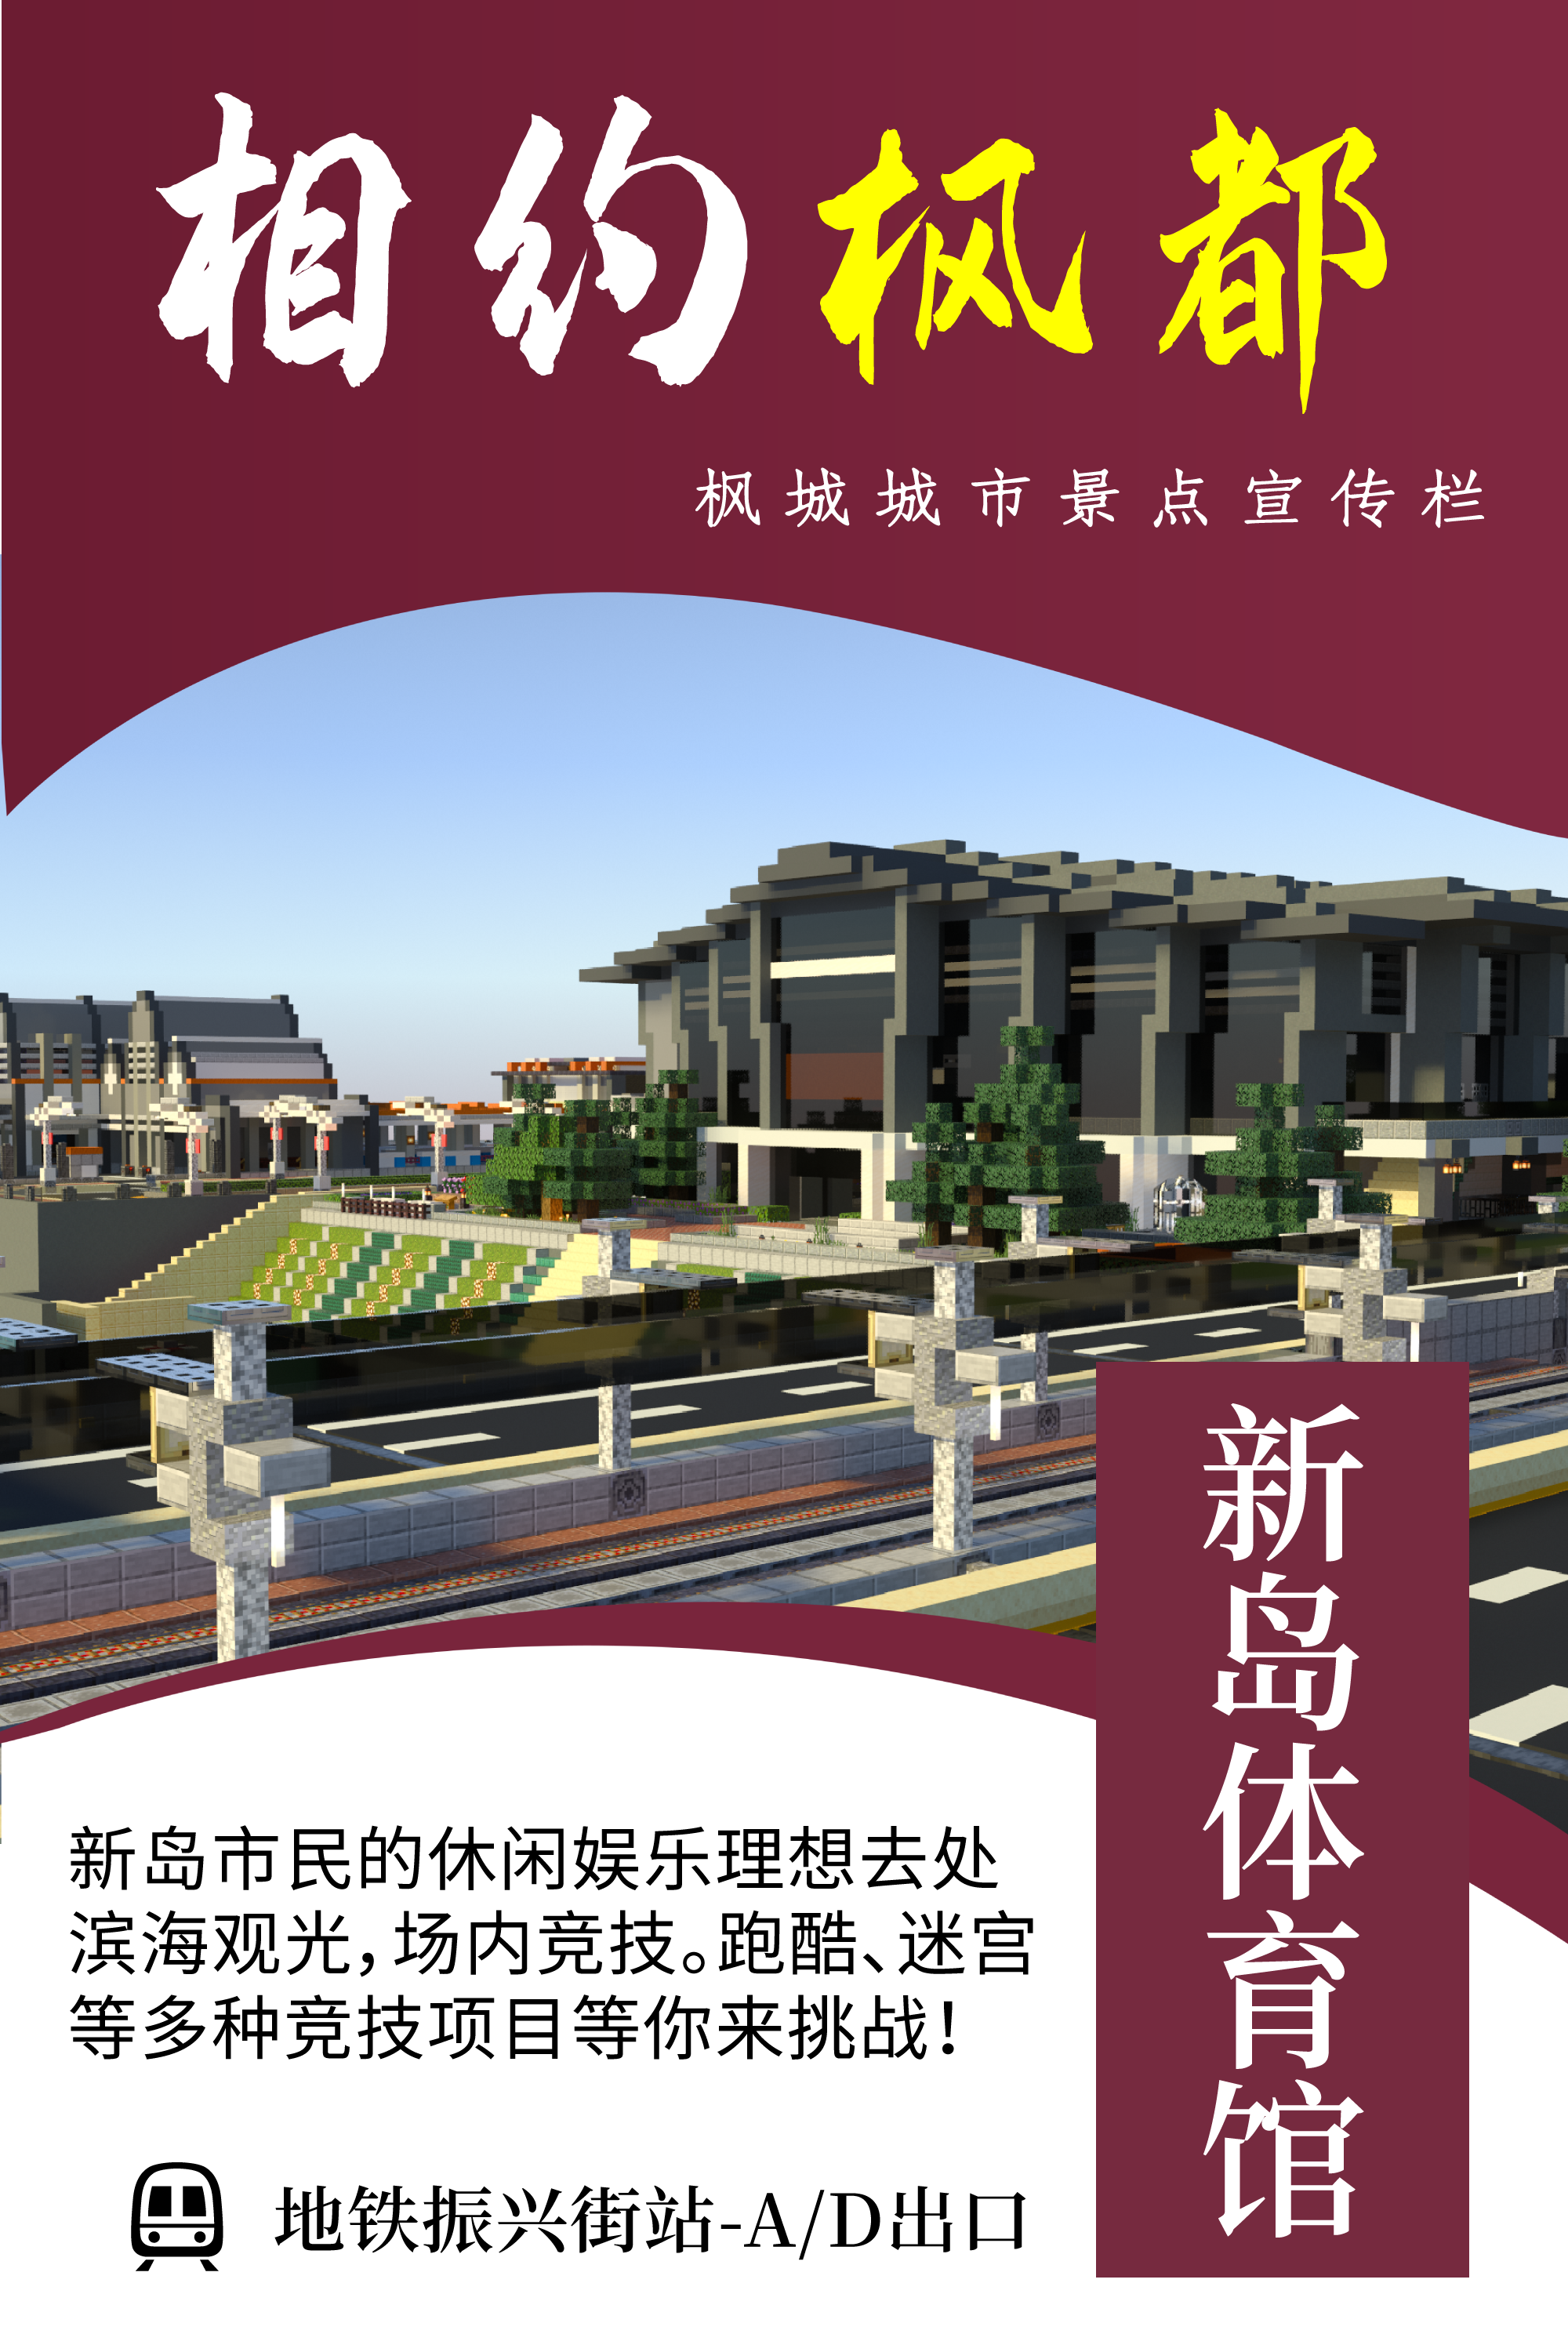 相约枫都
枫城城市景点宣传栏
新岛体育馆
新岛市民的休闲娱乐理想去处
滨海观光，场内竞技。跑酷、迷宫
等多种竞技项目等你来挑战！
地铁振兴街站-A/D出口